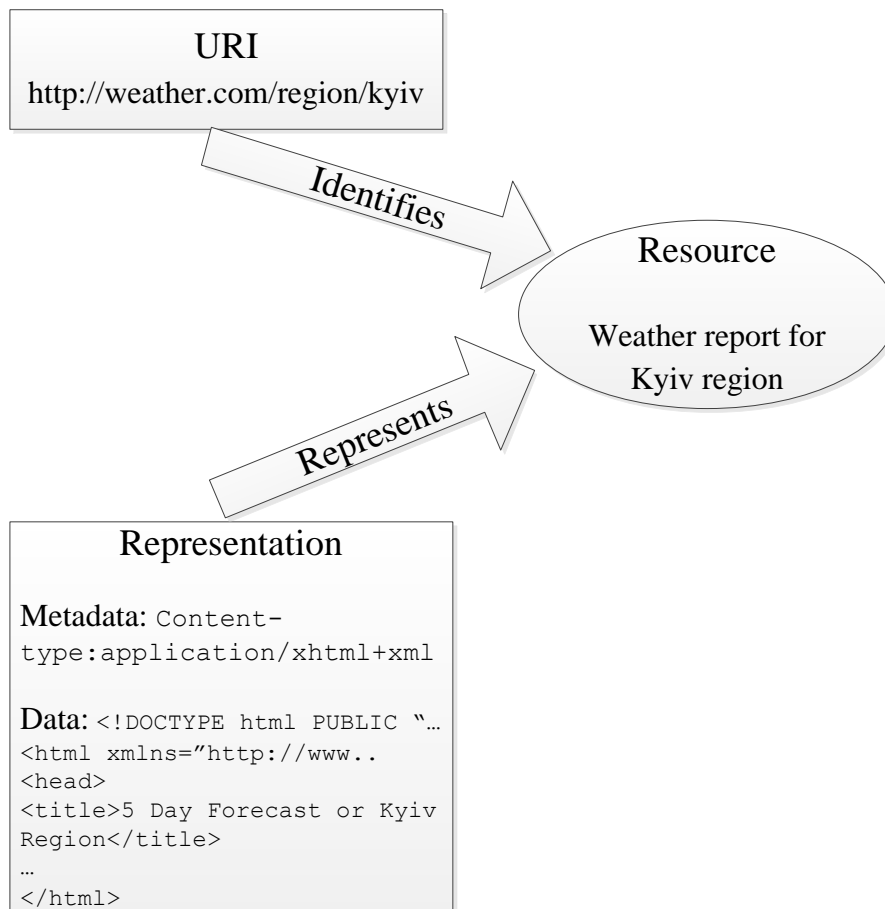 URI
http://weather.com/region/kyiv
Identifies
Resource
Weather report for
Kyiv region
Represents
Representation
Metadata: Content-
type:application/xhtml+xml
Data: <!DOCTYPE html PUBLIC “…
<html xmlns=”http://www..
<head>
<title>5 Day Forecast or Kyiv
Region</title>
…
</html>